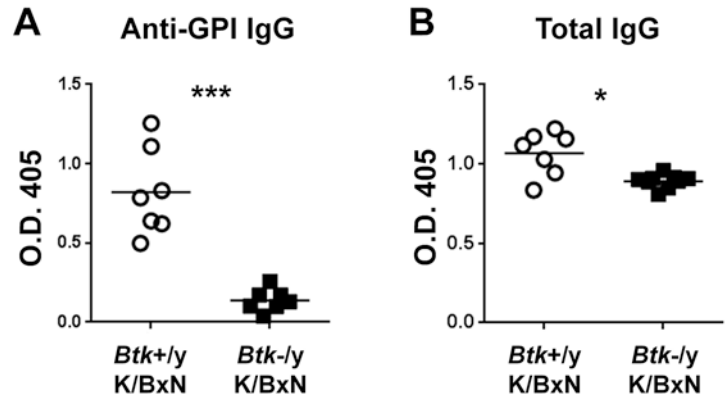 A
Anti-GPI IgG
***
O.D. 405
1.5
1.0
0.5
0.0
Btk+/y
K/BxN
Btk-/y
K/BxN
B
Total IgG
*
O.D. 405
1.5
1.0
0.5
0.0
Btk+/y
K/BxN
Btk-/y
K/BxN